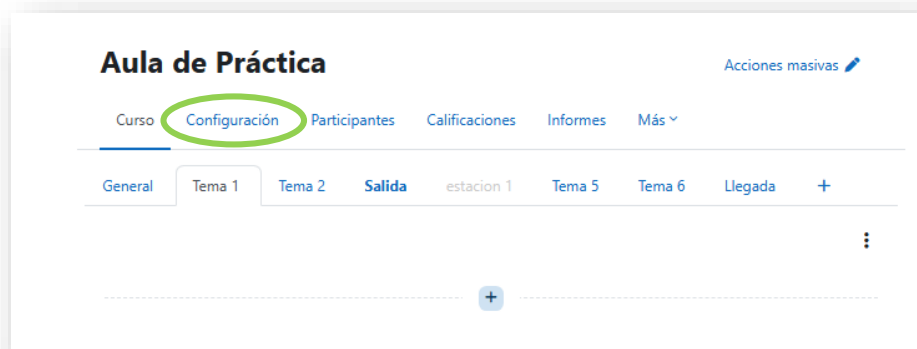 Aula de Práctica
Acciones masivas
Curso Configuración Participantes Calificaciones Informes Más
General Tema 1 Tema 2 Salida estacion 1 Tema 5 Tema 6 Llegada +
+